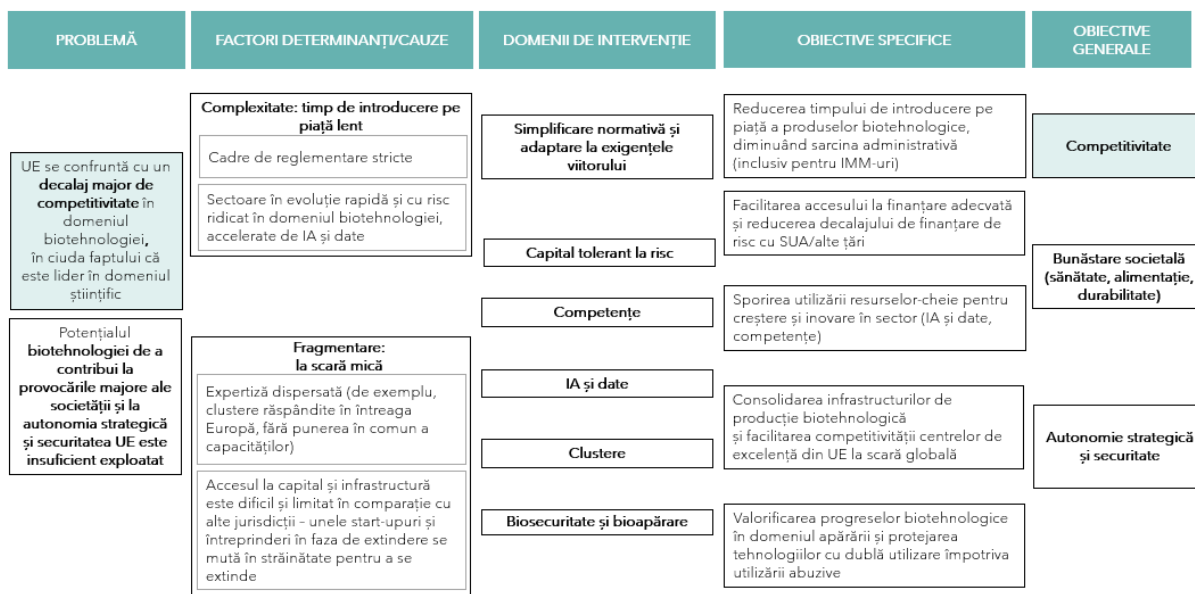 PROBLEMĂ
FACTORI DETERMINANȚI/CAUZE
DOMENII DE INTERVENȚIE
OBIECTIVE SPECIFICE
OBIECTIVE
GENERALE
UE se confruntă cu un
decalaj major de
competitivitate în
domeniul
biotehnologiei,
în ciuda faptului că
este lider în domeniul
științific
Potențialul
biotehnologiei de a
contribui la
provocările majore ale
societății și la
autonomia strategică
și securitatea UE este
insuficient exploatat
Complexitate: timp de introducere pe
piață lent
Cadre de reglementare stricte
Sectoare în evoluție rapidă și cu risc
ridicat în domeniul biotehnologiei,
accelerate de IA și date
Fragmentare:
la scară mică
Expertiză dispersată (de exemplu,
clustere răspândite în întreaga
Europă, fără punerea în comun a
capacităților)
Accesul la capital și infrastructură
este dificil și limitat în comparație cu
alte jurisdicții - unele start-upuri și
întreprinderi în faza de extindere se
mută în străinătate pentru a se
extinde
Simplificare normativă și
adaptare la exigențele
viitorului
Capital tolerant la risc
Competențe
IA și date
Clustere
Biosecuritate și bioapărare
Reducerea timpului de introducere pe
piață a produselor biotehnologice,
diminuând sarcina administrativă
(inclusiv pentru IMM-uri)
Facilitarea accesului la finanțare adecvată
și reducerea decalajului de finanțare de
risc cu SUA/alte țări
Sporirea utilizării resurselor-cheie pentru
creștere și inovare în sector (IA și date,
competențe)
Consolidarea infrastructurilor de
producție biotehnologică
și facilitarea competitivității centrelor de
excelență din UE la scară globală
Valorificarea progreselor biotehnologice
în domeniul apărării și protejarea
tehnologiilor cu dublă utilizare împotriva
utilizării abuzive
Competitivitate
Bunăstare societală
(sănătate, alimentație,
durabilitate)
Autonomie strategică
și securitate